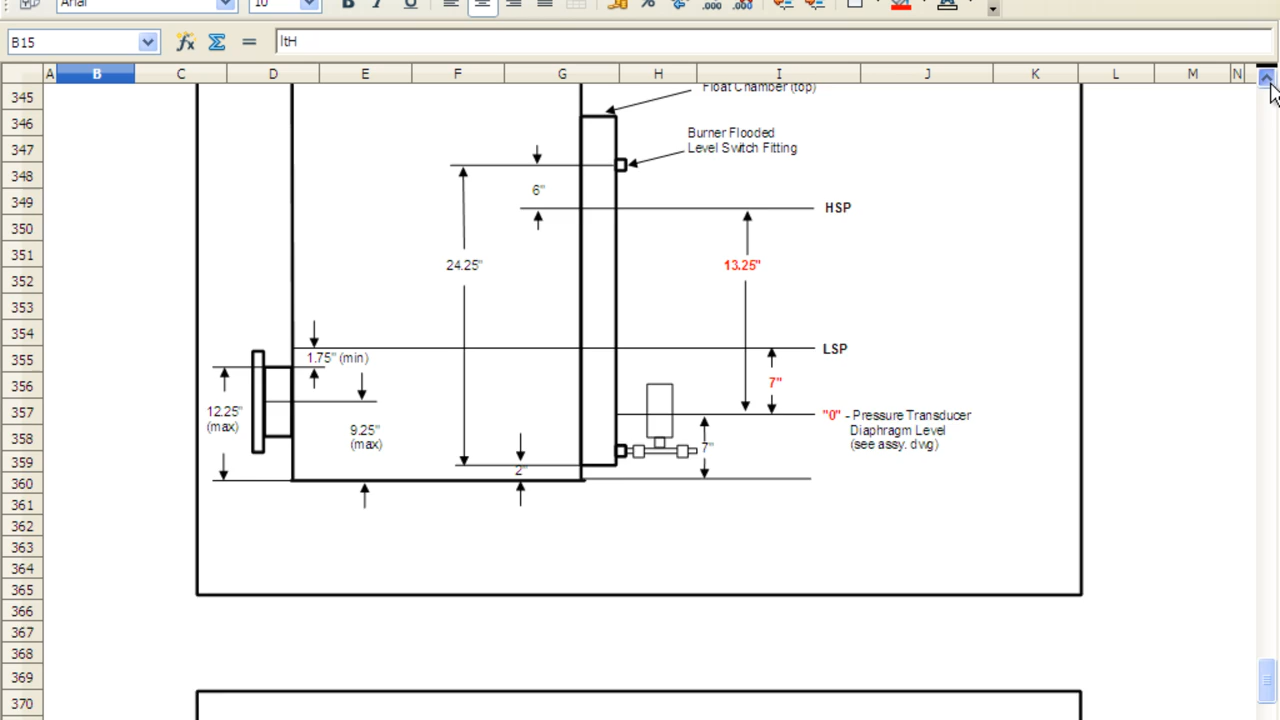 Arial 10 B I U %
B15 fx Σ = ltH
A B C D E F G H I J K L M N
345
346
347
348
349
350
351
352
353
354
355
356
357
358
359
360
361
362
363
364
365
366
367
368
369
370
Float Chamber (top)
Burner Flooded
Level Switch Fitting
6"
HSP
24.25"
13.25"
LSP
1.75" (min)
7"
12.25"
(max)
9.25"
(max)
"0" - Pressure Transducer
Diaphragm Level
(see assy. dwg)
7"
2"